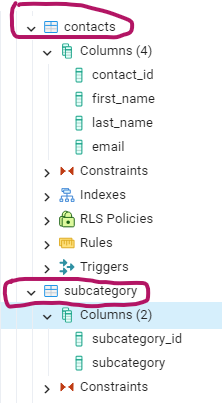 contacts
Columns (4)
contact_id
first_name
last_name
email
Constraints
Indexes
RLS Policies
Rules
Triggers
subcategory
Columns (2)
subcategory_id
subcategory
Constraints